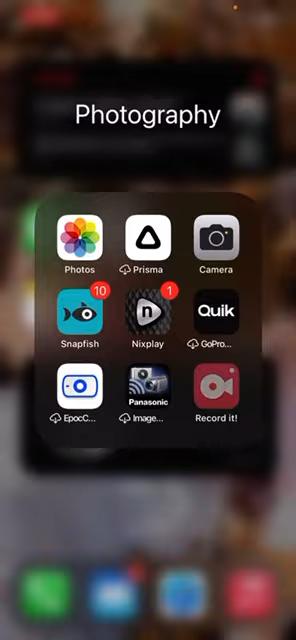 Photography
Photos
Prisma
Camera
10
1
n
Quik
Snapfish
Nixplay
GoPro...
Panasonic
EpocC...
Image...
Record it!